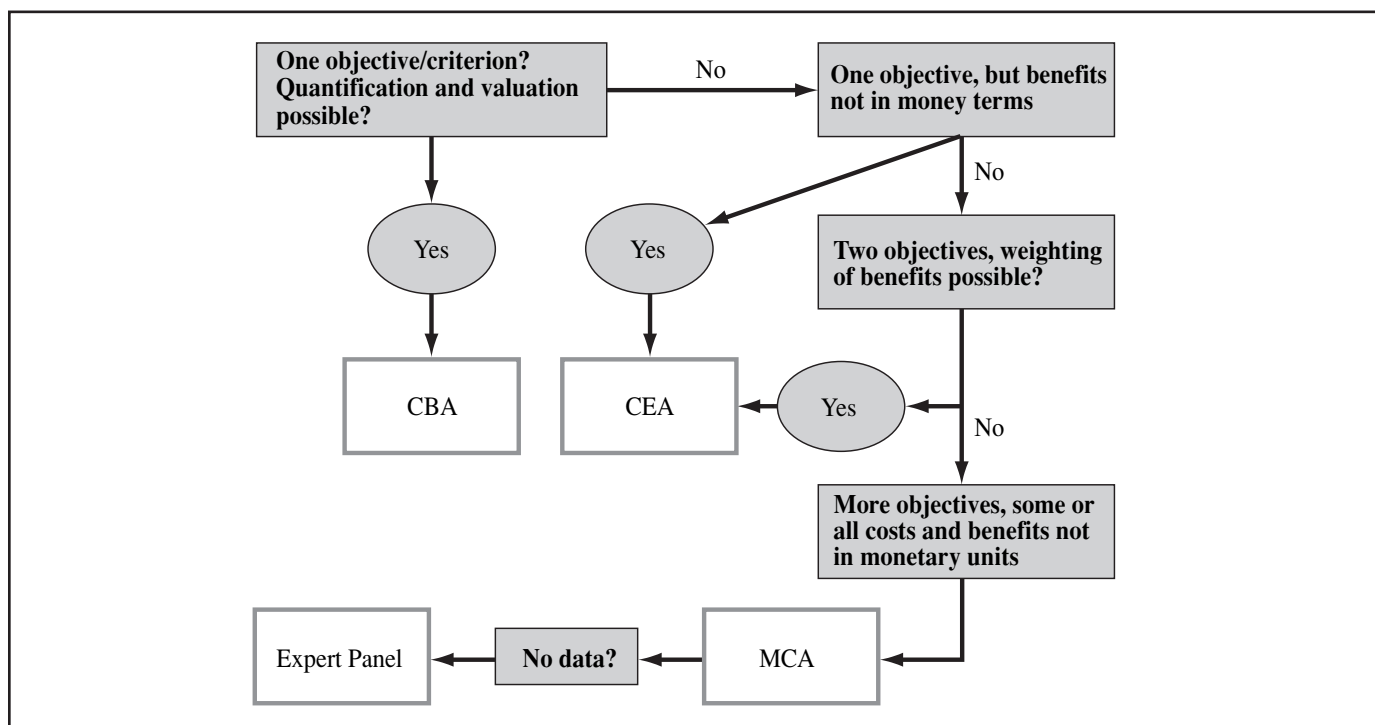 One objective/criterion?
Quantification and valuation
possible?
No
One objective, but benefits
not in money terms
No
Yes
Yes
Two objectives, weighting
of benefits possible?
CBA
CEA
Yes
No
More objectives, some or
all costs and benefits not
in monetary units
Expert Panel
No data?
MCA